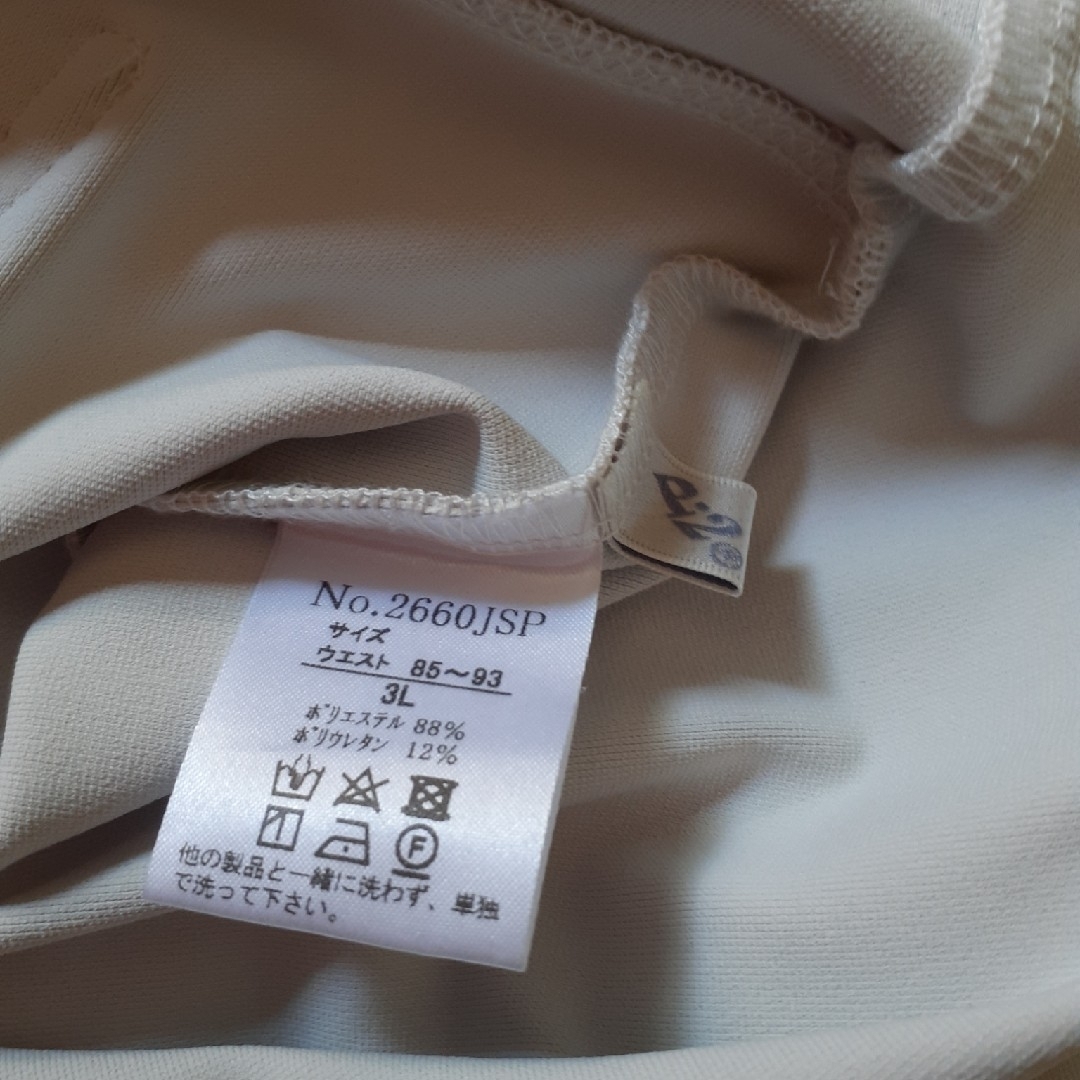 No.2660JSP
サイズ
ウエスト 85～93
3L
ポリエステル 88%
ポリウレタン 12%
F
他の製品と一緒に洗わず、単独
で洗って下さい。